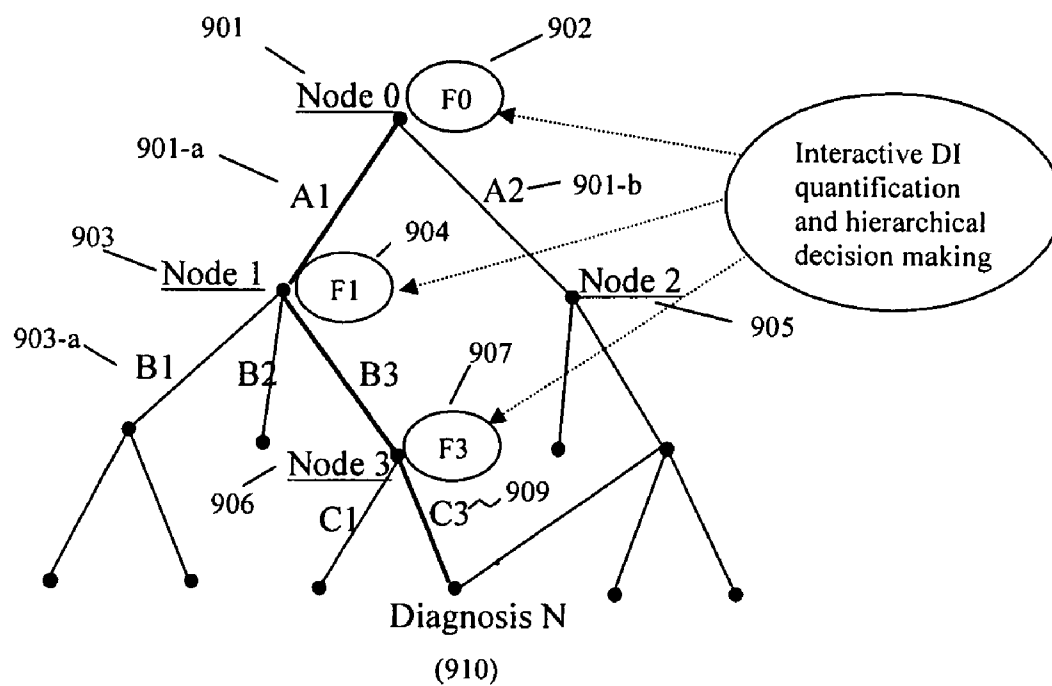 901
902
Node 0
F0
901-a
A1
A2
901-b
Interactive DI
quantification
and hierarchical
decision making
903
904
Node 1
F1
Node 2
905
903-a
B1
B2
B3
907
F3
Node 3
906
C1
C3
909
Diagnosis N
(910)